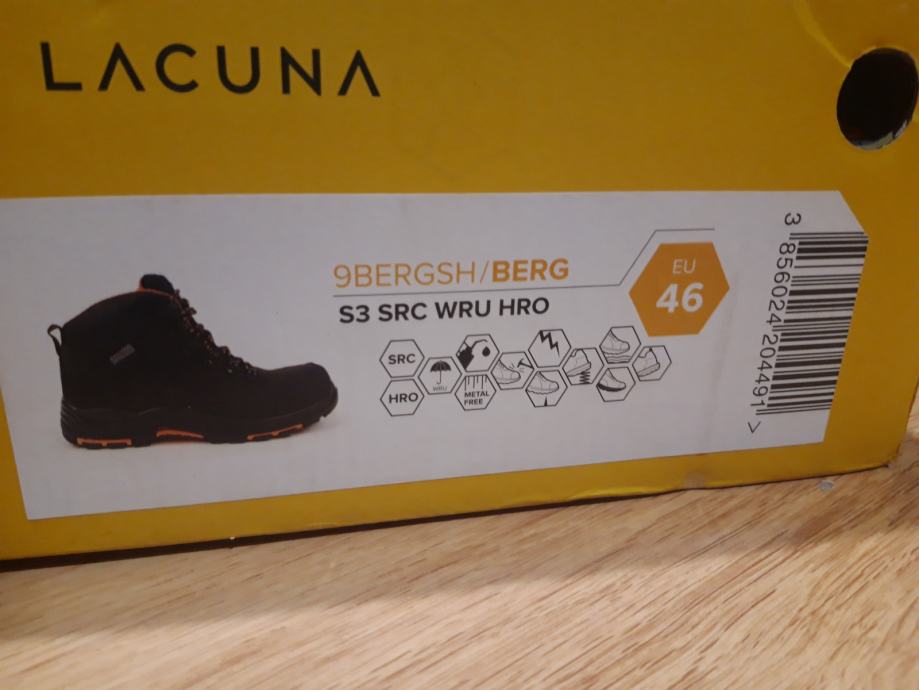 LACUNA
9BERGSH/BERG
S3 SRC WRU HRO
EU
46
SRC
HRO
WRU
METAL
FREE
3 856024 204491 >